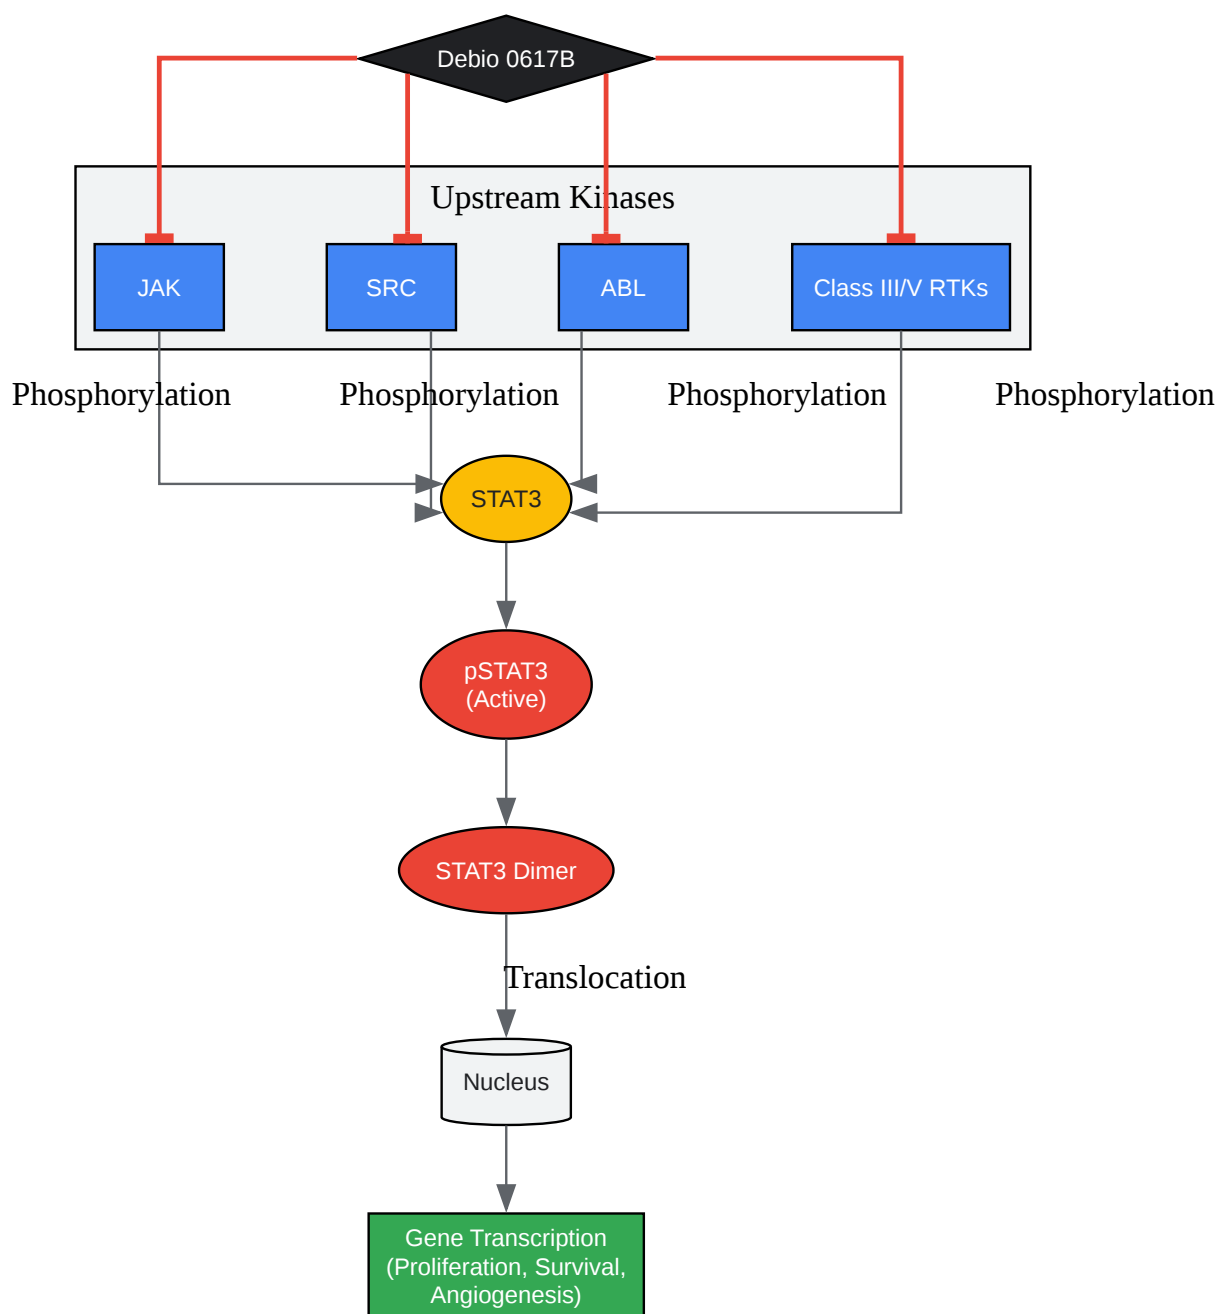 Debio 0617B
Upstream Kinases
JAK
SRC
ABL
Class III/V RTKs
Phosphorylation
Phosphorylation
Phosphorylation
Phosphorylation
STAT3
pSTAT3
(Active)
STAT3 Dimer
Translocation
Nucleus
Gene Transcription
(Proliferation, Survival,
Angiogenesis)